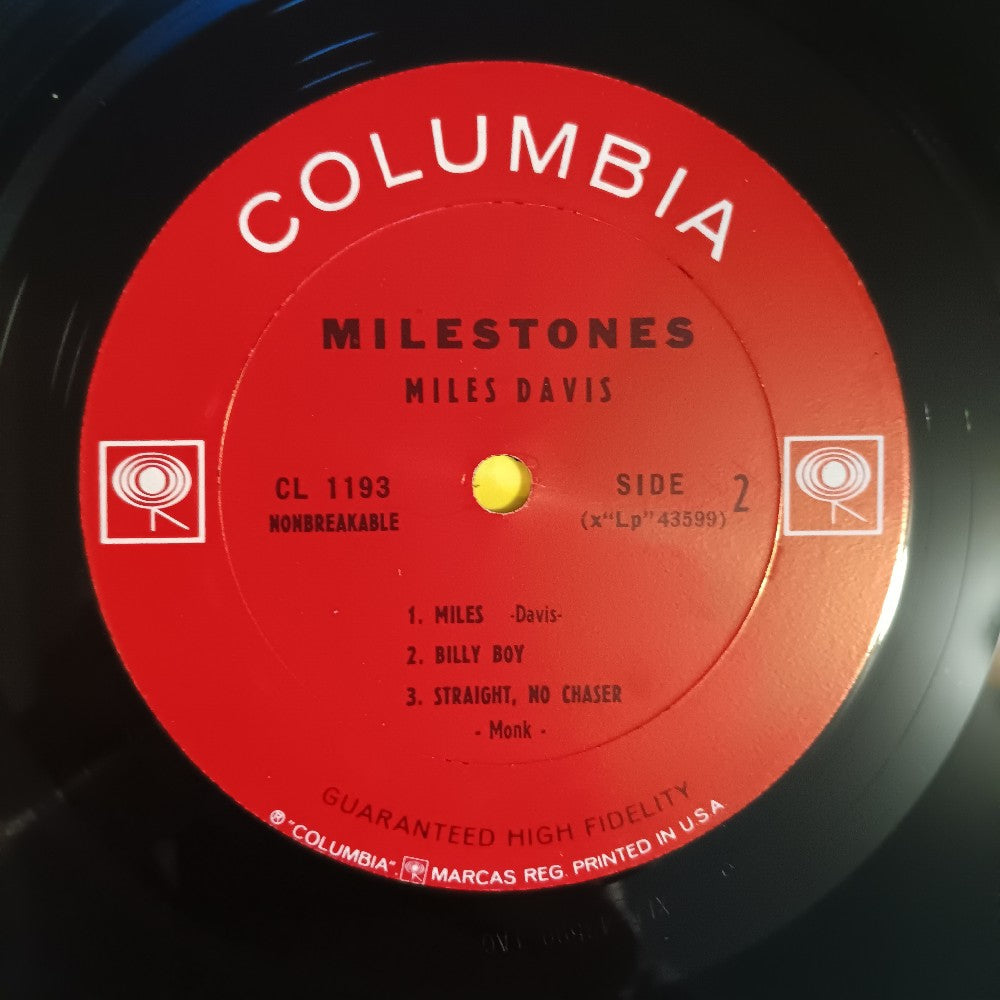 COLUMBIA
MILESTONES
MILES DAVIS
CL 1193
NONBREAKABLE
SIDE 2
(x“Lp”43599)
1. MILES -Davis-
2. BILLY BOY
3. STRAIGHT, NO CHASER
- Monk -
GUARANTEED HIGH FIDELITY
® “COLUMBIA”, MARCAS REG. PRINTED IN U.S.A